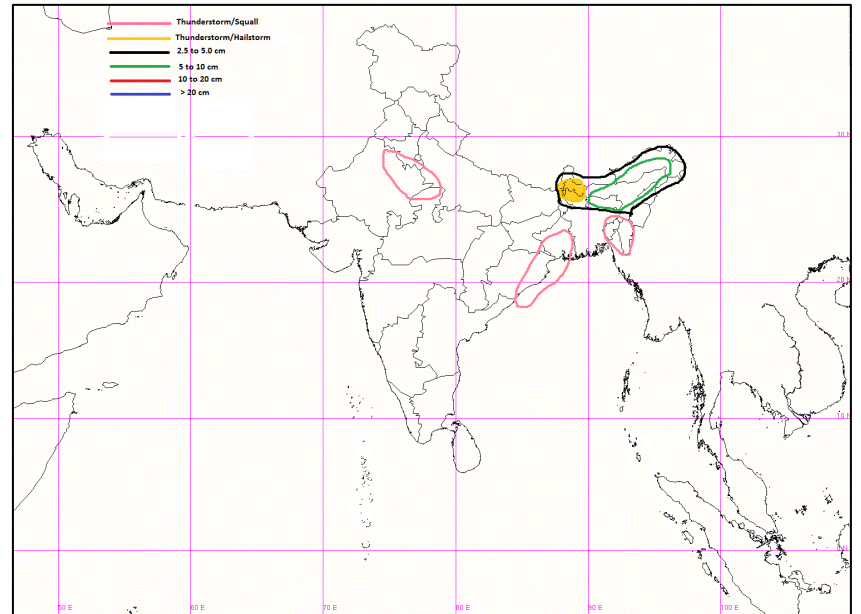 Thunderstorm/Squall
Thunderstorm/Hailstorm
2.5 to 5.0 cm
5 to 10 cm
10 to 20 cm
> 20 cm
30 N
20 N
10 N
50 E
60 E
70 E
80 E
90 E
100 E